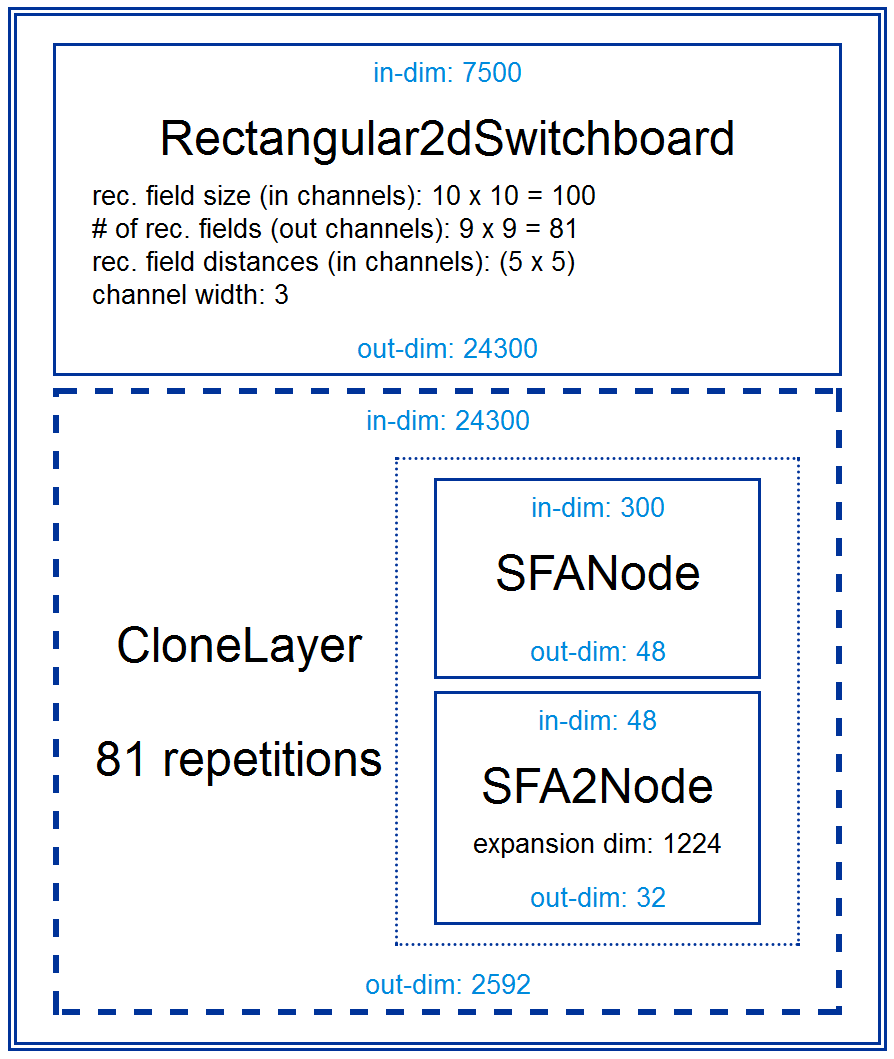 in-dim: 7500
Rectangular2dSwitchboard
rec. field size (in channels): 10 x 10 = 100
# of rec. fields (out channels): 9 x 9 = 81
rec. field distances (in channels): (5 x 5)
channel width: 3
out-dim: 24300
in-dim: 24300
CloneLayer
81 repetitions
in-dim: 300
SFANode
out-dim: 48
in-dim: 48
SFA2Node
expansion dim: 1224
out-dim: 32
out-dim: 2592